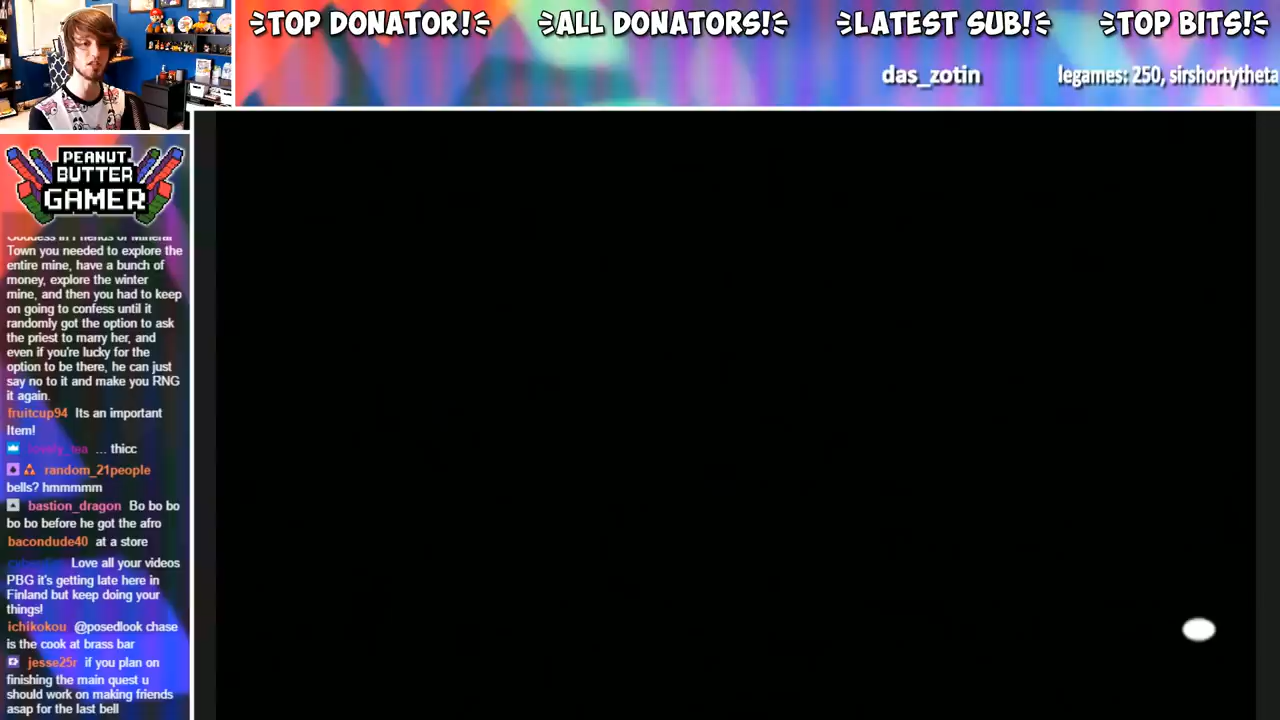 TOP DONATOR! ALL DONATORS! LATEST SUB! TOP BITS!
das_zotin legames: 250, sirshortytheta
PEANUT
BUTTER
GAMER
Goddess in Friends of Mineral
Town you needed to explore the
entire mine, have a bunch of
money, explore the winter
mine, and then you had to keep
on going to confess until it
randomly got the option to ask
the priest to marry her, and
even if you're lucky for the
option to be there, he can just
say no to it and make you RNG
it again.
fruitcup94 Its an important
Item!
lovely_tea ... thicc
random_21people
bells? hmmmmm
bastion_dragon Bo bo bo
bo bo before he got the afro
bacondude40 at a store
Love all your videos
PBG it's getting late here in
Finland but keep doing your
things!
ichikokou @posedlook chase
is the cook at brass bar
jesse25r if you plan on
finishing the main quest u
should work on making friends
asap for the last bell